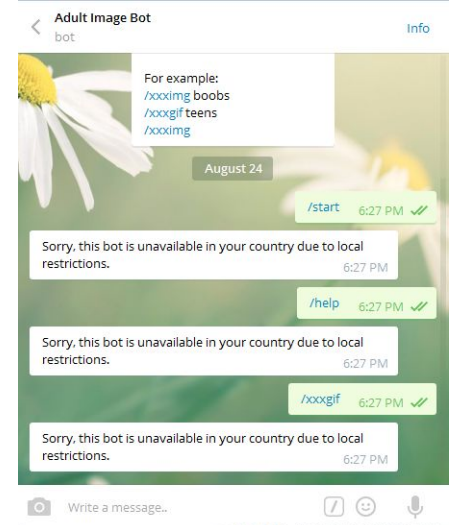 Adult Image Bot
bot
Info
For example:
/xxximg boobs
/xxxgif teens
/xxximg
August 24
/start 6:27 PM
Sorry, this bot is unavailable in your country due to local
restrictions.
6:27 PM
/help 6:27 PM
Sorry, this bot is unavailable in your country due to local
restrictions.
6:27 PM
/xxxgif 6:27 PM
Sorry, this bot is unavailable in your country due to local
restrictions.
6:27 PM
Write a message..